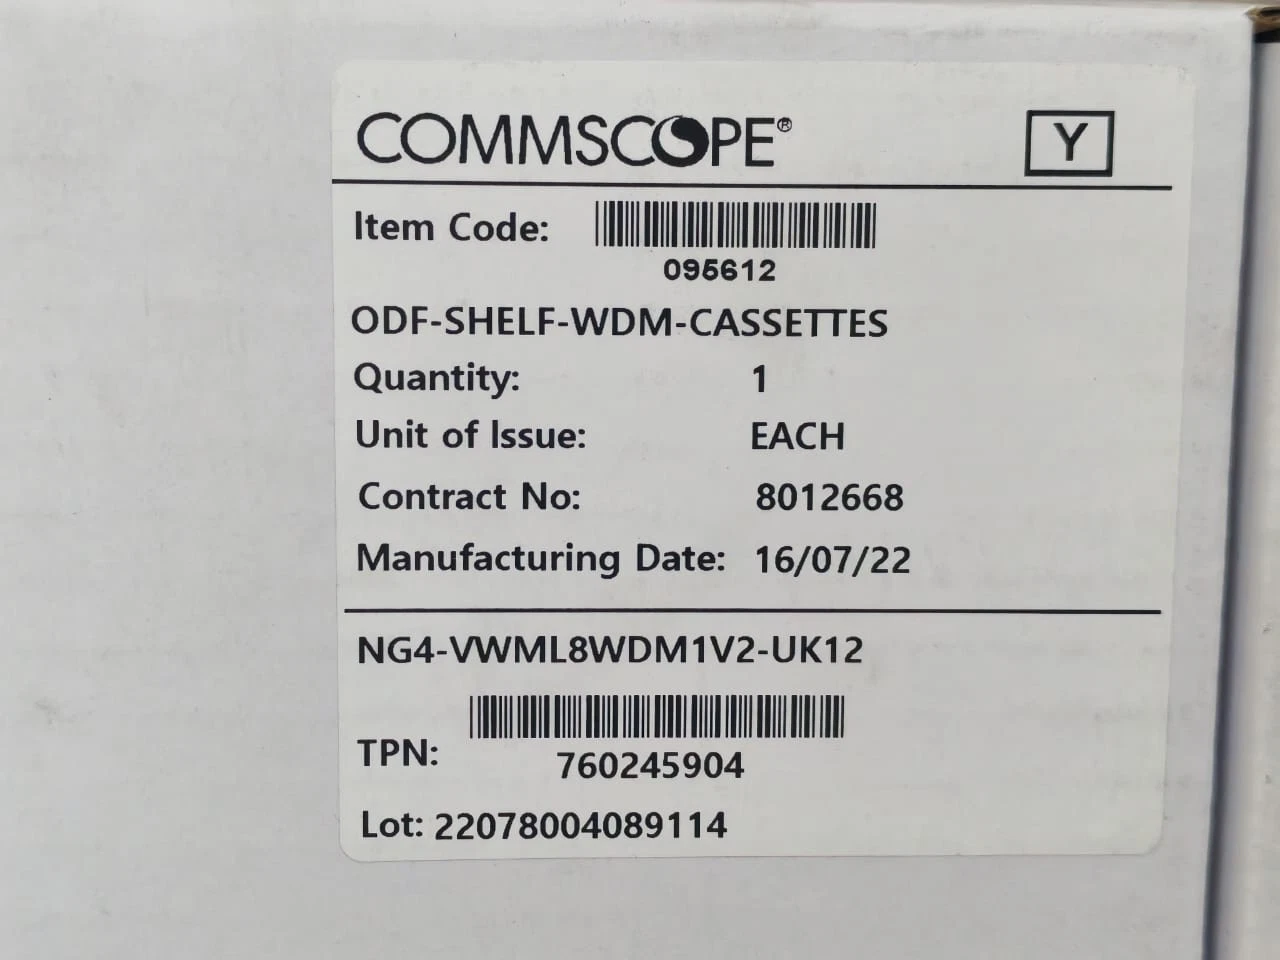 COMMSCOPE®
Y
Item Code:
095612
ODF-SHELF-WDM-CASSETTES
Quantity: 1
Unit of Issue: EACH
Contract No: 8012668
Manufacturing Date: 16/07/22
NG4-VWML8WDM1V2-UK12
TPN:
760245904
Lot: 22078004089114